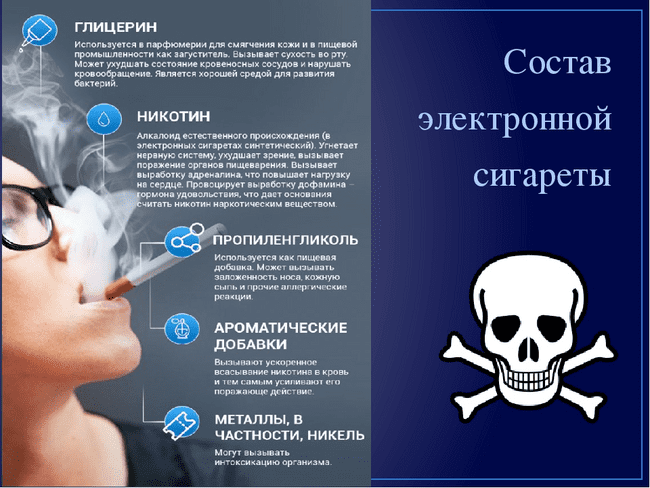 ГЛИЦЕРИН
Используется в парфюмерии для смягчения кожи и в пищевой
промышленности как загуститель. Вызывает сухость во рту.
Может ухудшать состояние кровеносных сосудов и нарушать
кровообращение. Является хорошей средой для развития
бактерий.
НИКОТИН
Алкалоид естественного происхождения (в
электронных сигаретах синтетический). Угнетает
нервную систему, ухудшает зрение, вызывает
поражение органов пищеварения. Вызывает
выработку адреналина, что повышает нагрузку
на сердце. Провоцирует выработку дофамина –
гормона удовольствия, что дает основания
считать никотин наркотическим веществом.
ПРОПИЛЕНГЛИКОЛЬ
Используется как пищевая
добавка. Может вызывать
заложенность носа, кожную
сыпь и прочие аллергические
реакции.
АРОМАТИЧЕСКИЕ
ДОБАВКИ
Вызывают ускоренное
всасывание никотина в кровь
и тем самым усиливают его
поражающе действие.
МЕТАЛЛЫ, В
ЧАСТНОСТИ, НИКЕЛЬ
Могут вызывать
интоксикацию организма.
Состав
электронной
сигареты